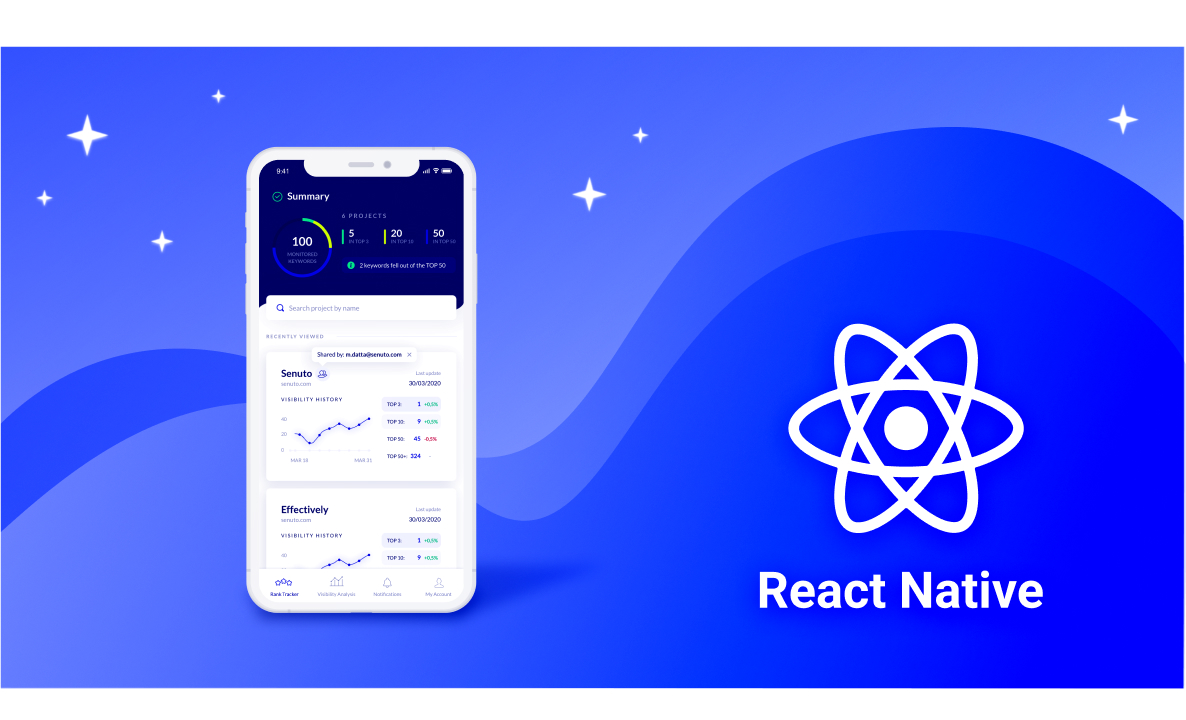 9:41
Summary
6 PROJECTS
100
MONITORED
KEYWORDS
5
IN TOP 3
20
IN TOP 10
50
IN TOP 50
2 keywords fell out of the TOP 50
Search project by name
RECENTLY VIEWED
Shared by: m.datta@senuto.com
Senuto
senuto.com
Last update
30/03/2020
VISIBILITY HISTORY
40
20
0
MAR 18
MAR 31
TOP 3: 1 +0,5%
TOP 10: 9 +0,5%
TOP 50: 45 -0,5%
TOP 50+: 324 -
Effectively
senuto.com
Last update
30/03/2020
VISIBILITY HISTORY
40
TOP 3: 1 +0,5%
TOP 10: 9 +0,5%
Rank Tracker
Visibility Analysis
Notifications
My Account
React Native